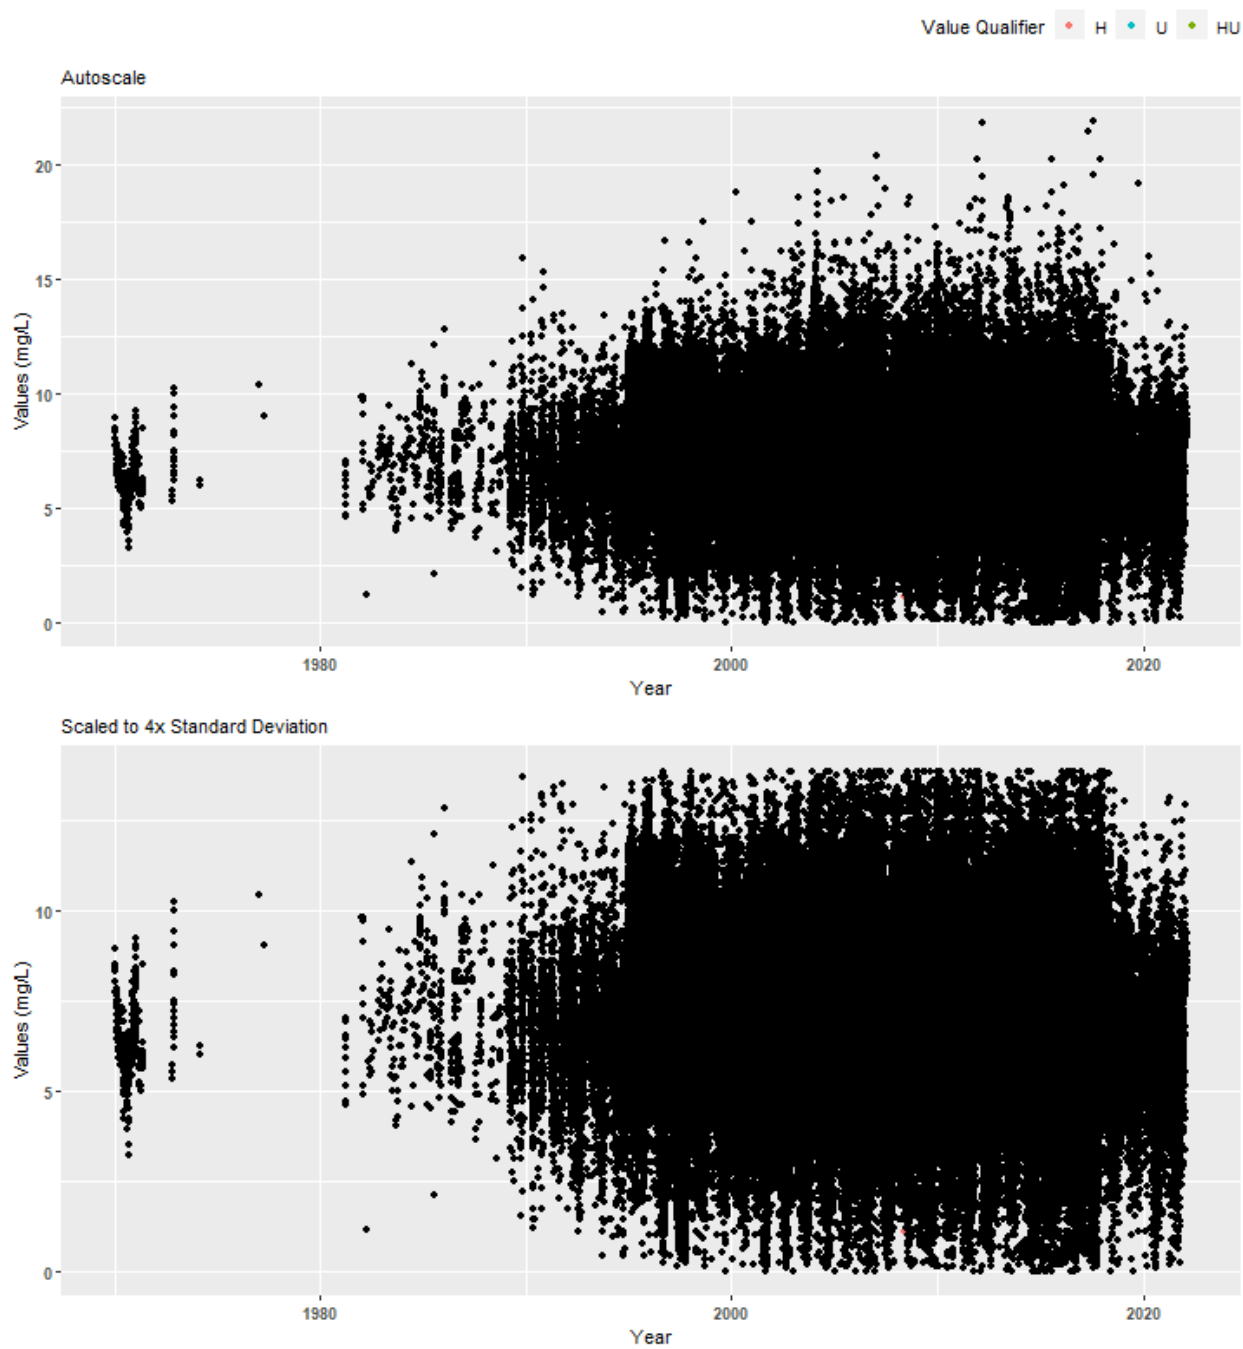 Value Qualifier H U HU
Autoscale
Values (mg/L)
20
15
10
5
0
1980 2000 2020
Year
Scaled to 4x Standard Deviation
Values (mg/L)
10
5
0
1980 2000 2020
Year